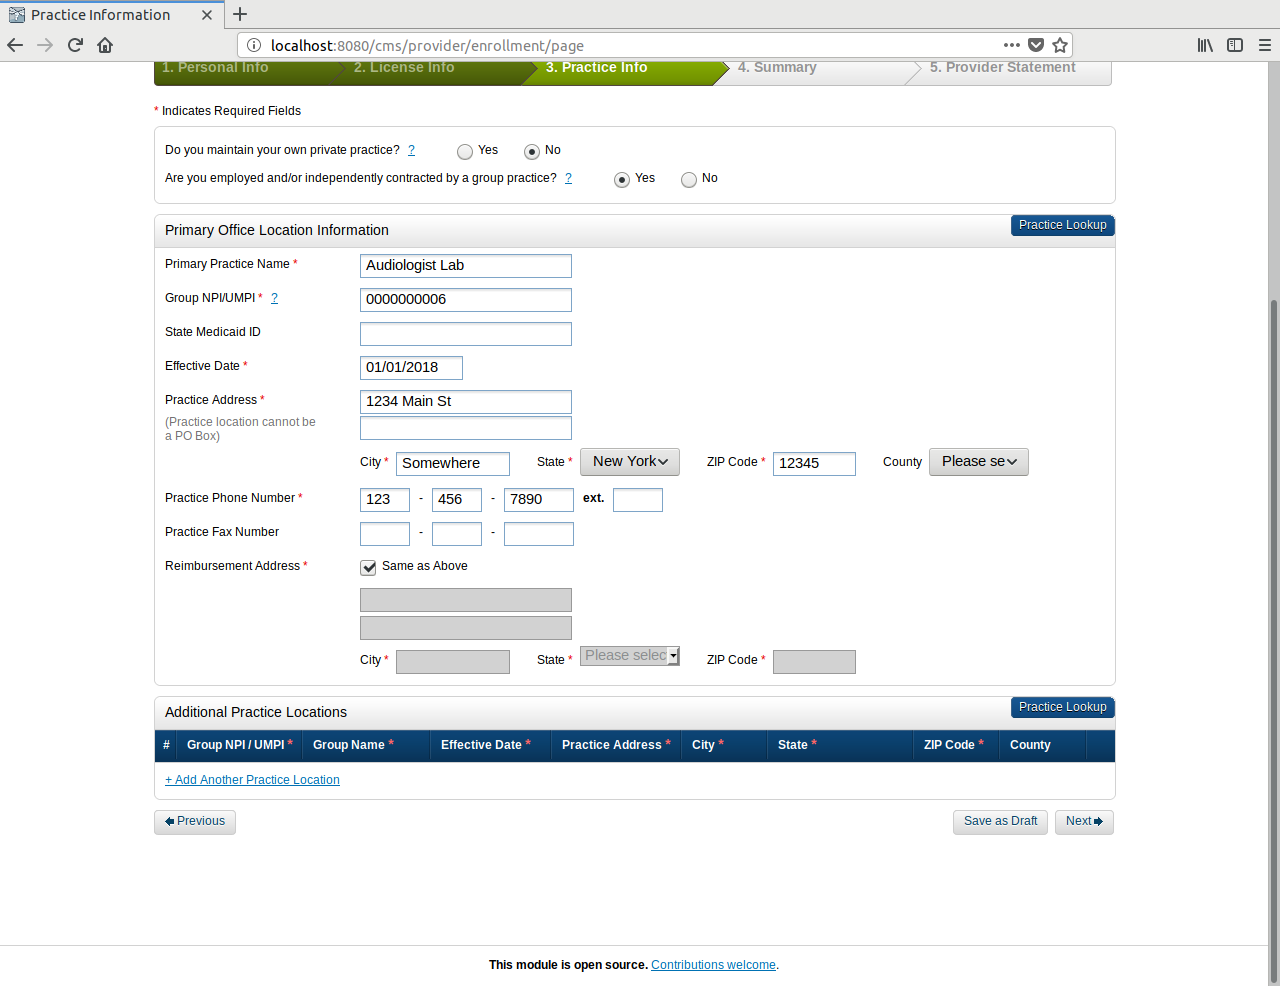 Practice Information
localhost:8080/cms/provider/enrollment/page
1. Personal Info 2. License Info 3. Practice Info 4. Summary 5. Provider Statement
* Indicates Required Fields
Do you maintain your own private practice? ? Yes No
Are you employed and/or independently contracted by a group practice? ? Yes No
Primary Office Location Information Practice Lookup
Primary Practice Name * Audiologist Lab
Group NPI/UMPI * ? 0000000006
State Medicaid ID
Effective Date * 01/01/2018
Practice Address * 1234 Main St
(Practice location cannot be
a PO Box)
City * Somewhere State * New York ZIP Code * 12345 County Please se
Practice Phone Number * 123 - 456 - 7890 ext.
Practice Fax Number - -
Reimbursement Address * Same as Above
City * State * Please selec ZIP Code *
Additional Practice Locations Practice Lookup
# Group NPI / UMPI * Group Name * Effective Date * Practice Address * City * State * ZIP Code * County
+ Add Another Practice Location
Previous Save as Draft Next
This module is open source. Contributions welcome.